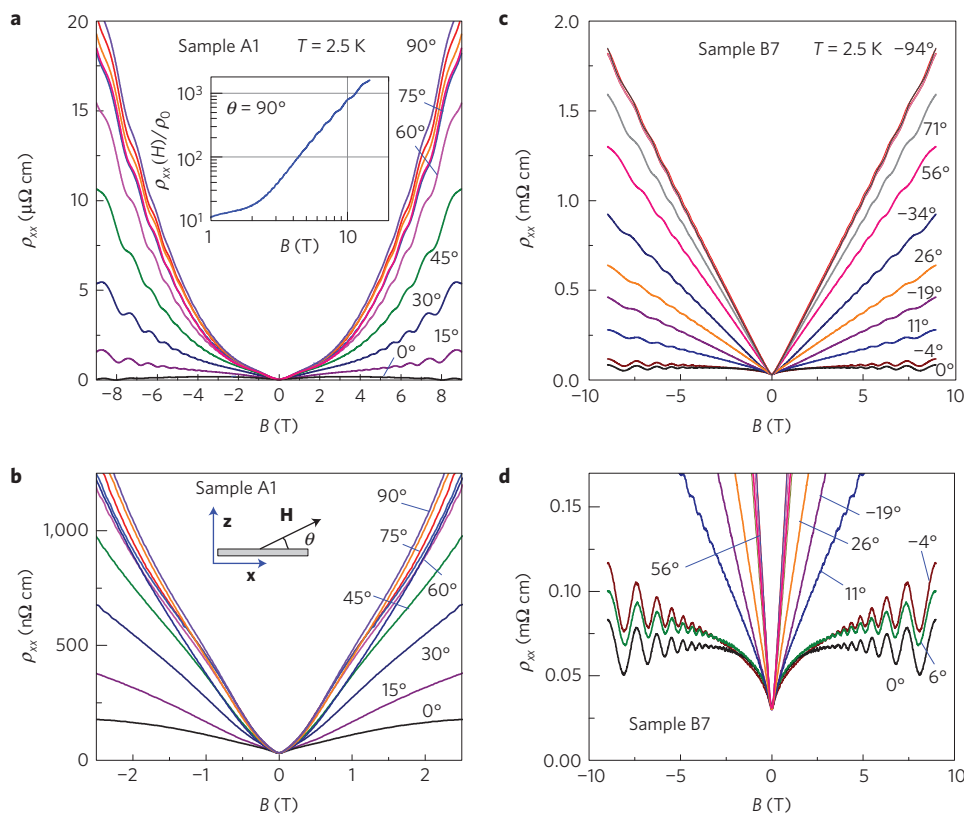 a
Sample A1 T = 2.5 K 90°
20
15
10
5
0
ρxx (μΩ cm)
θ = 90°
10³
10²
10¹
ρxx (H)/ρ0
1 10
B (T)
75°
60°
45°
30°
15°
0°
−8 −6 −4 −2 0 2 4 6 8
B (T)
c
Sample B7 T = 2.5 K −94°
2.0
1.5
1.0
0.5
0.0
ρxx (mΩ cm)
71°
56°
−34°
26°
−19°
11°
−4°
0°
−10 −5 0 5 10
B (T)
b
Sample A1
1,000
500
0
ρxx (nΩ cm)
z
H
θ
x
90°
75°
60°
45°
30°
15°
0°
−2 −1 0 1 2
B (T)
d
0.15
0.10
0.05
0.00
ρxx (mΩ cm)
−19°
26°
56°
11°
−4°
6°
0°
Sample B7
−10 −5 0 5 10
B (T)